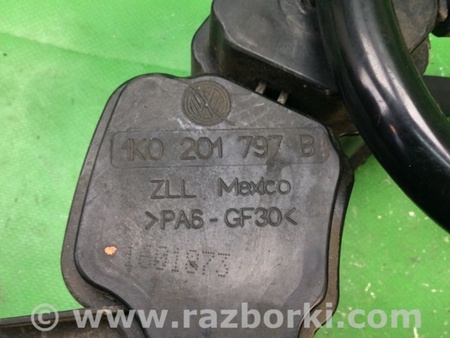 1K0 201 797 B
ZLL Mexico
>PA6-GF30<
1601873
www.razborki.com